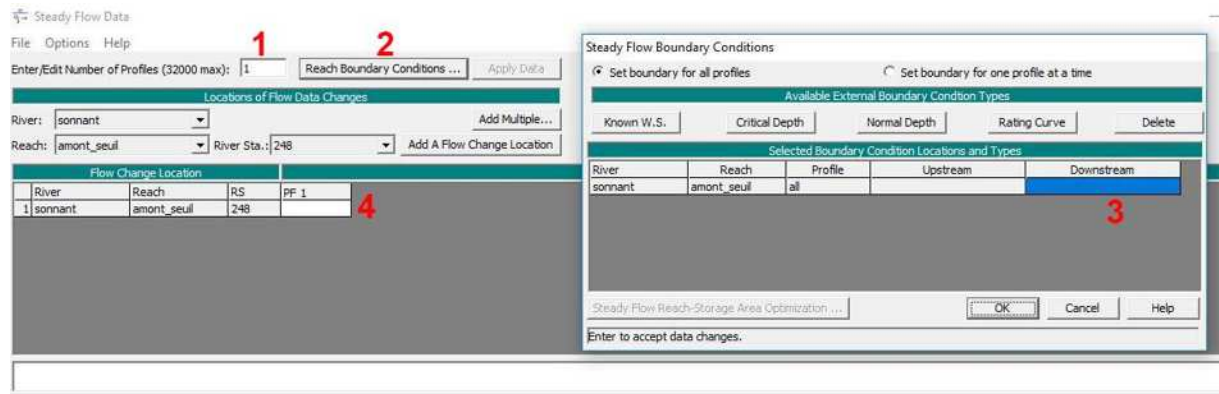 Steady Flow Data
File Options Help
1
2
Enter/Edit Number of Profiles (32000 max): 1 Reach Boundary Conditions ... Apply Data
Locations of Flow Data Changes
River: sonnant Add Multiple...
Reach: amont_seuil River Sta.: 248 Add A Flow Change Location
Flow Change Location
River Reach RS PF 1
1 sonnant amont_seuil 248
4
Steady Flow Boundary Conditions
Set boundary for all profiles Set boundary for one profile at a time
Available External Boundary Condtion Types
Known W.S. Critical Depth Normal Depth Rating Curve Delete
Selected Boundary Condition Locations and Types
River Reach Profile Upstream Downstream
sonnant amont_seuil all
3
Steady Flow Reach-Storage Area Optimization ... OK Cancel Help
Enter to accept data changes.